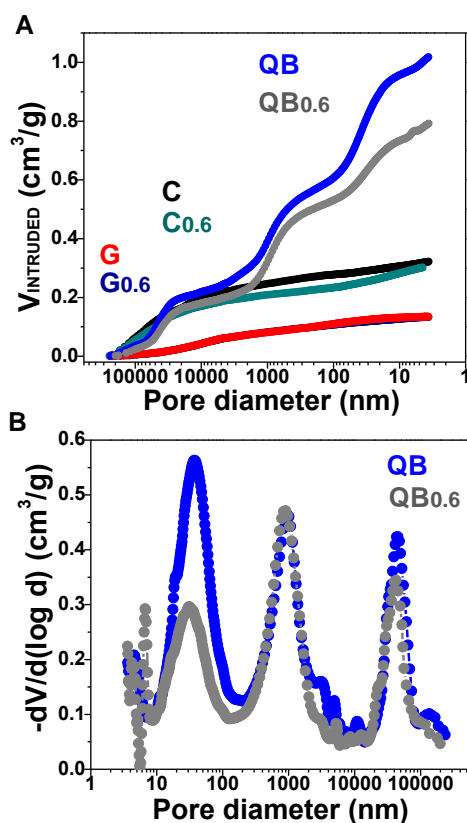 A
V_INTRUDED (cm³/g)
1.0
0.8
0.6
0.4
0.2
0.0
QB
QB0.6
C
C0.6
G
G0.6
100000 10000 1000 100 10 1
Pore diameter (nm)
B
-dV/d(log d) (cm³/g)
0.6
0.5
0.4
0.3
0.2
0.1
0.0
QB
QB0.6
1 10 100 1000 10000 100000
Pore diameter (nm)